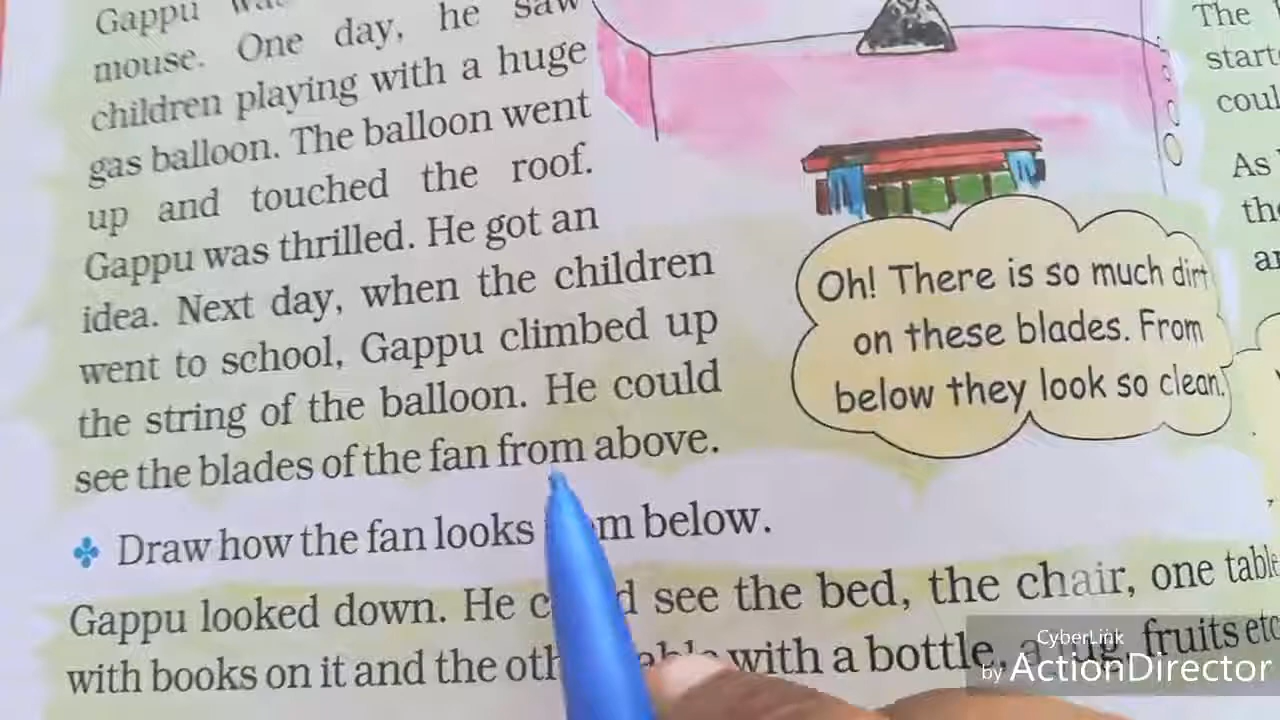 Gappu
mouse. One day, he saw
children playing with a huge
gas balloon. The balloon went
up and touched the roof.
Gappu was thrilled. He got an
idea. Next day, when the children
went to school, Gappu climbed up
the string of the balloon. He could
see the blades of the fan from above.
Draw how the fan looks below.
Gappu looked down. He see the bed, the chair, one table
with books on it and the with a bottle, fruits etc
Oh! There is so much dirt
on these blades. From
below they look so clean.
The
As
CyberLink
by ActionDirector